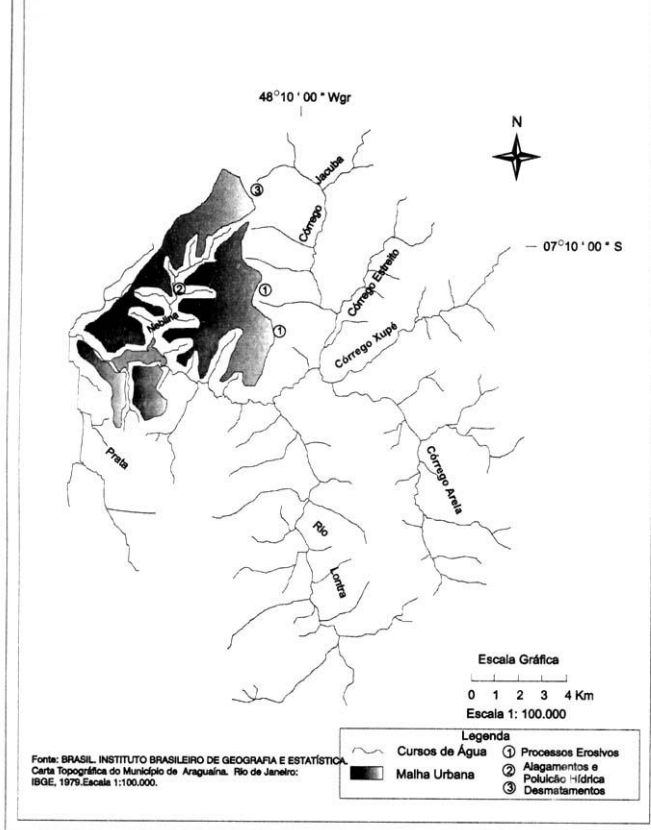 48°10 ' 00 " Wgr
N
Jacuba
Córrego
③
07°10 ' 00 " S
Córrego Estreito
②
①
Neblina
①
Córrego Xupé
Prata
Córrego Areia
Rio
Lontra
Escala Gráfica
0 1 2 3 4 Km
Escala 1: 100.000
Legenda
Cursos de Água
① Processos Erosivos
② Alagamentos e
Poluição Hídrica
Malha Urbana
③ Desmatamentos
Fonte: BRASIL. INSTITUTO BRASILEIRO DE GEOGRAFIA E ESTATÍSTICA.
Carta Topográfica do Município de Araguaína. Rio de Janeiro:
IBGE, 1979.Escala 1:100.000.